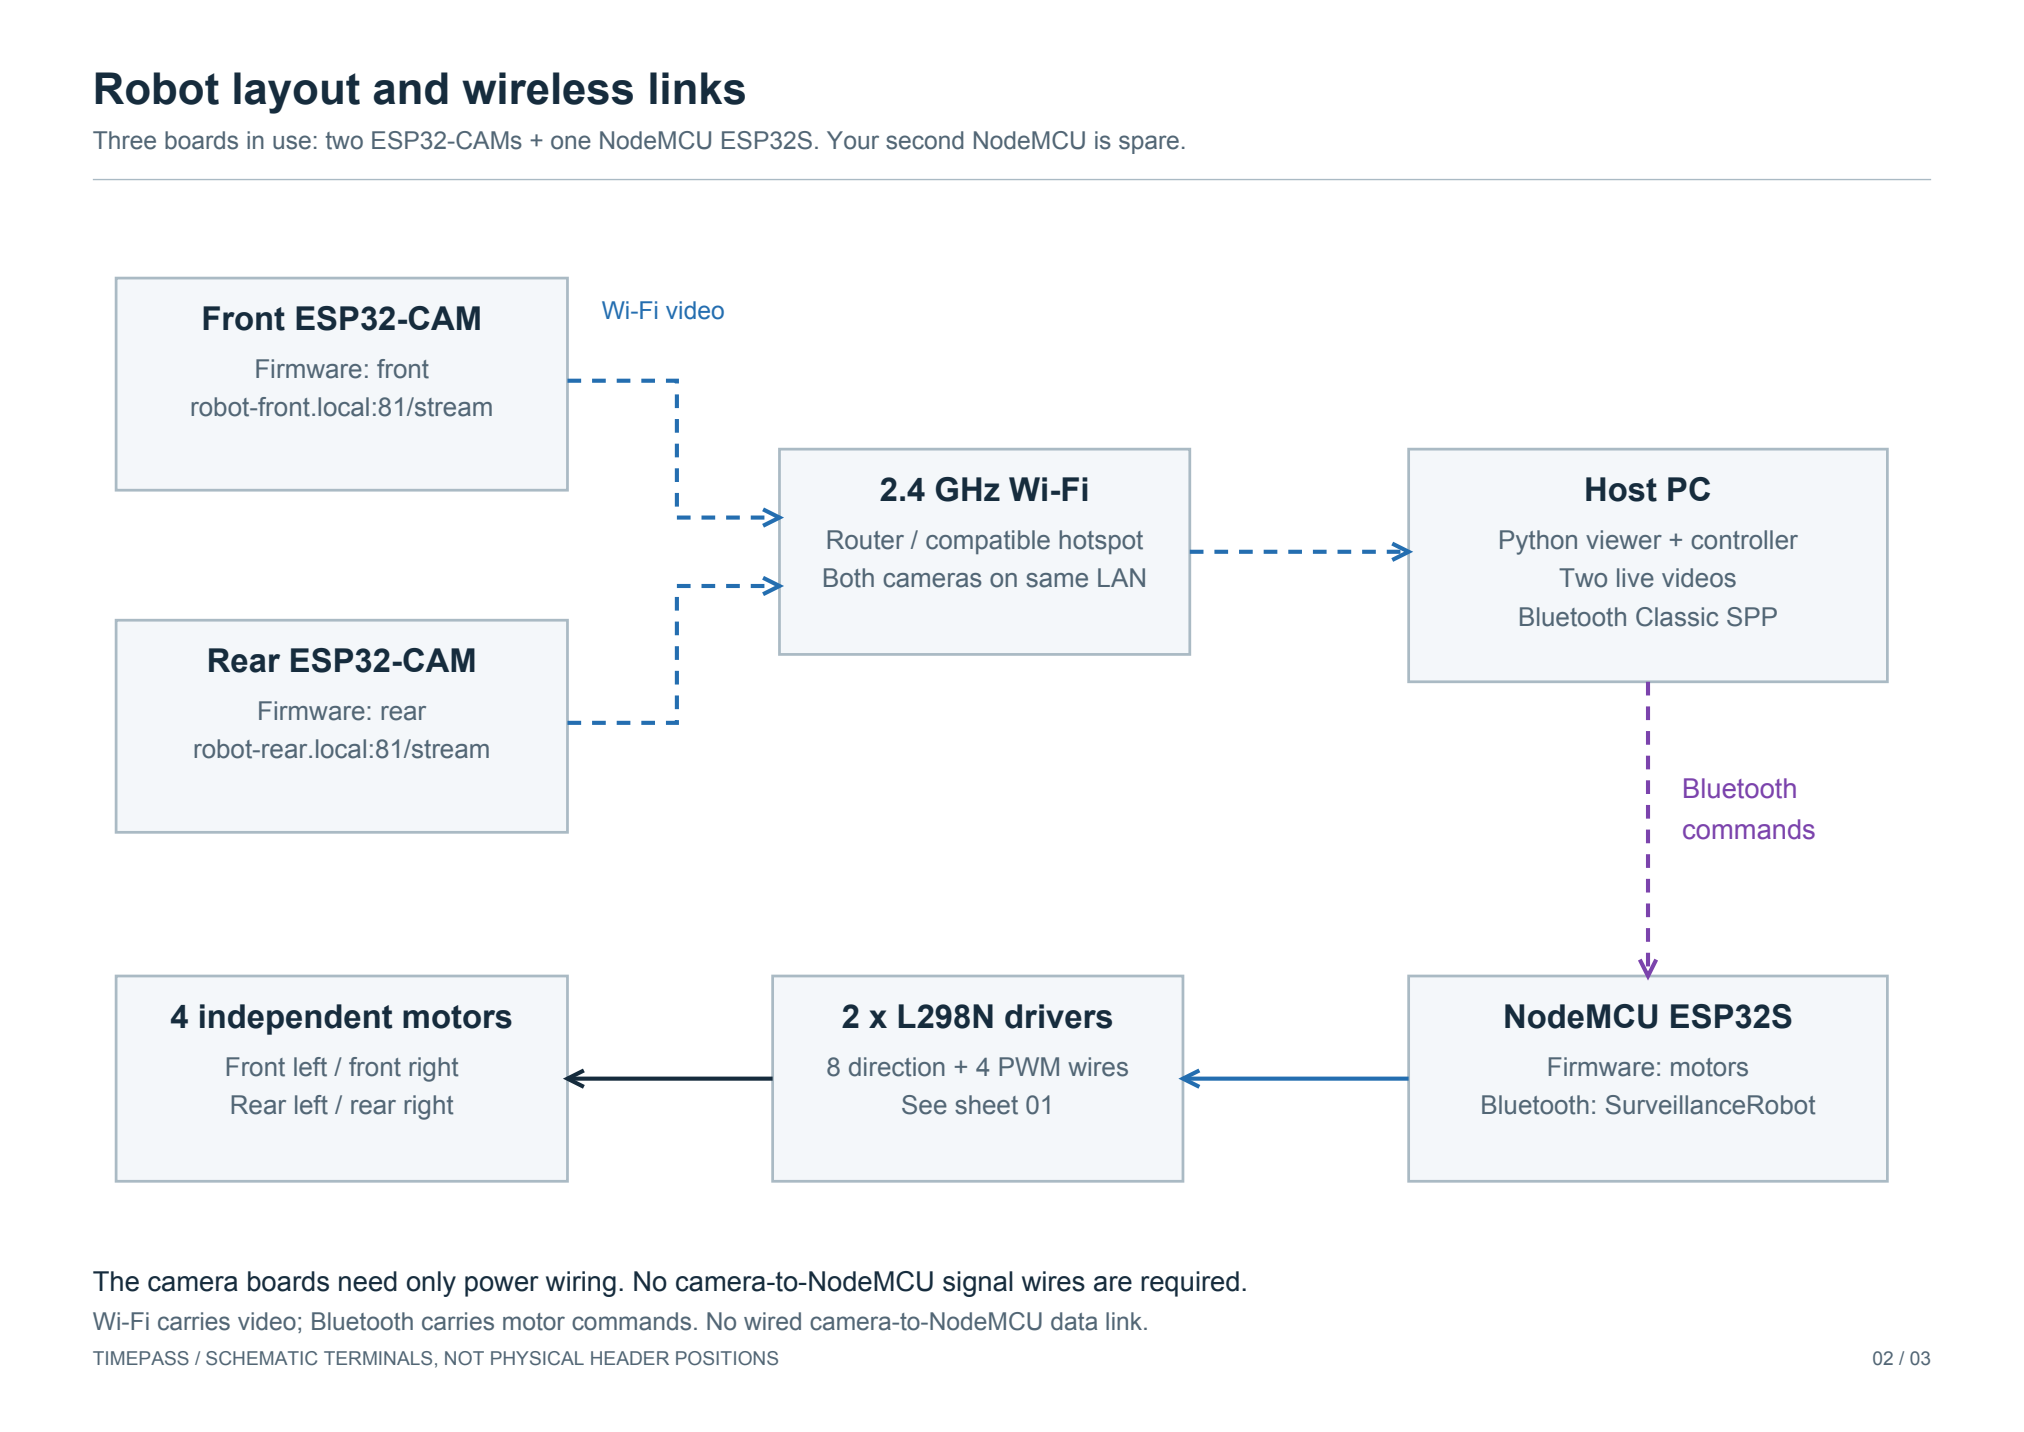 Robot layout and wireless links
Three boards in use: two ESP32-CAMs + one NodeMCU ESP32S. Your second NodeMCU is spare.
Front ESP32-CAM
Firmware: front
robot-front.local:81/stream
Wi-Fi video
2.4 GHz Wi-Fi
Router / compatible hotspot
Both cameras on same LAN
Host PC
Python viewer + controller
Two live videos
Bluetooth Classic SPP
Rear ESP32-CAM
Firmware: rear
robot-rear.local:81/stream
Bluetooth
commands
4 independent motors
Front left / front right
Rear left / rear right
2 x L298N drivers
8 direction + 4 PWM wires
See sheet 01
NodeMCU ESP32S
Firmware: motors
Bluetooth: SurveillanceRobot
The camera boards need only power wiring. No camera-to-NodeMCU signal wires are required.
Wi-Fi carries video; Bluetooth carries motor commands. No wired camera-to-NodeMCU data link.
TIMEPASS / SCHEMATIC TERMINALS, NOT PHYSICAL HEADER POSITIONS
02 / 03